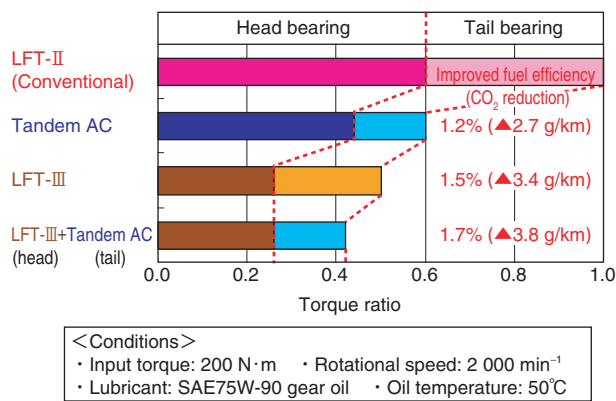 Head bearing Tail bearing
LFT-Ⅱ
(Conventional)
Improved fuel efficiency
(CO₂ reduction)
Tandem AC
1.2% (▲2.7 g/km)
LFT-Ⅲ
1.5% (▲3.4 g/km)
LFT-Ⅲ+Tandem AC
(head) (tail)
1.7% (▲3.8 g/km)
0.0 0.2 0.4 0.6 0.8 1.0
Torque ratio
<Conditions>
・Input torque: 200 N·m ・Rotational speed: 2 000 min⁻¹
・Lubricant: SAE75W-90 gear oil ・Oil temperature: 50℃